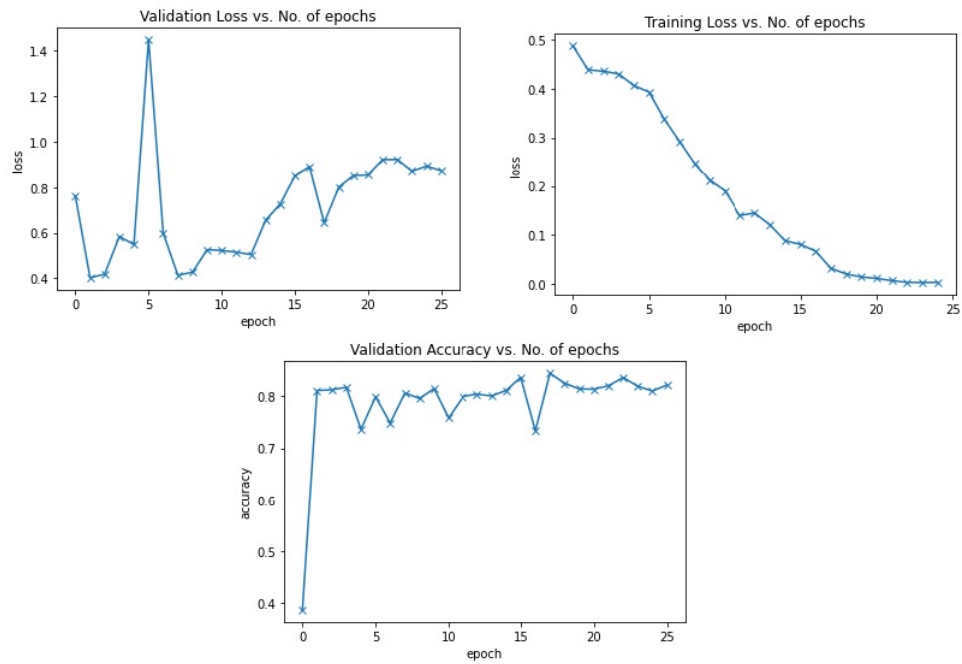 Validation Loss vs. No. of epochs
1.4
1.2
1.0
0.8
0.6
0.4
loss
0 5 10 15 20 25
epoch
Training Loss vs. No. of epochs
0.5
0.4
0.3
0.2
0.1
0.0
loss
0 5 10 15 20 25
epoch
Validation Accuracy vs. No. of epochs
0.8
0.7
0.6
0.5
0.4
accuracy
0 5 10 15 20 25
epoch